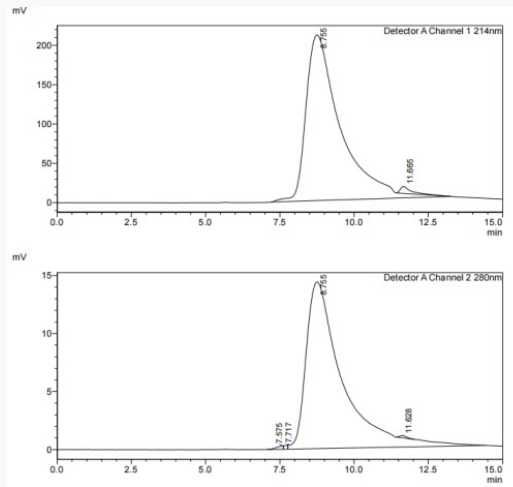 mV
Detector A Channel 1 214nm
8.755
11.665
200
150
100
50
0
0.0 2.5 5.0 7.5 10.0 12.5 15.0
min
mV
Detector A Channel 2 280nm
8.755
7.575
7.717
11.628
15
10
5
0
0.0 2.5 5.0 7.5 10.0 12.5 15.0
min